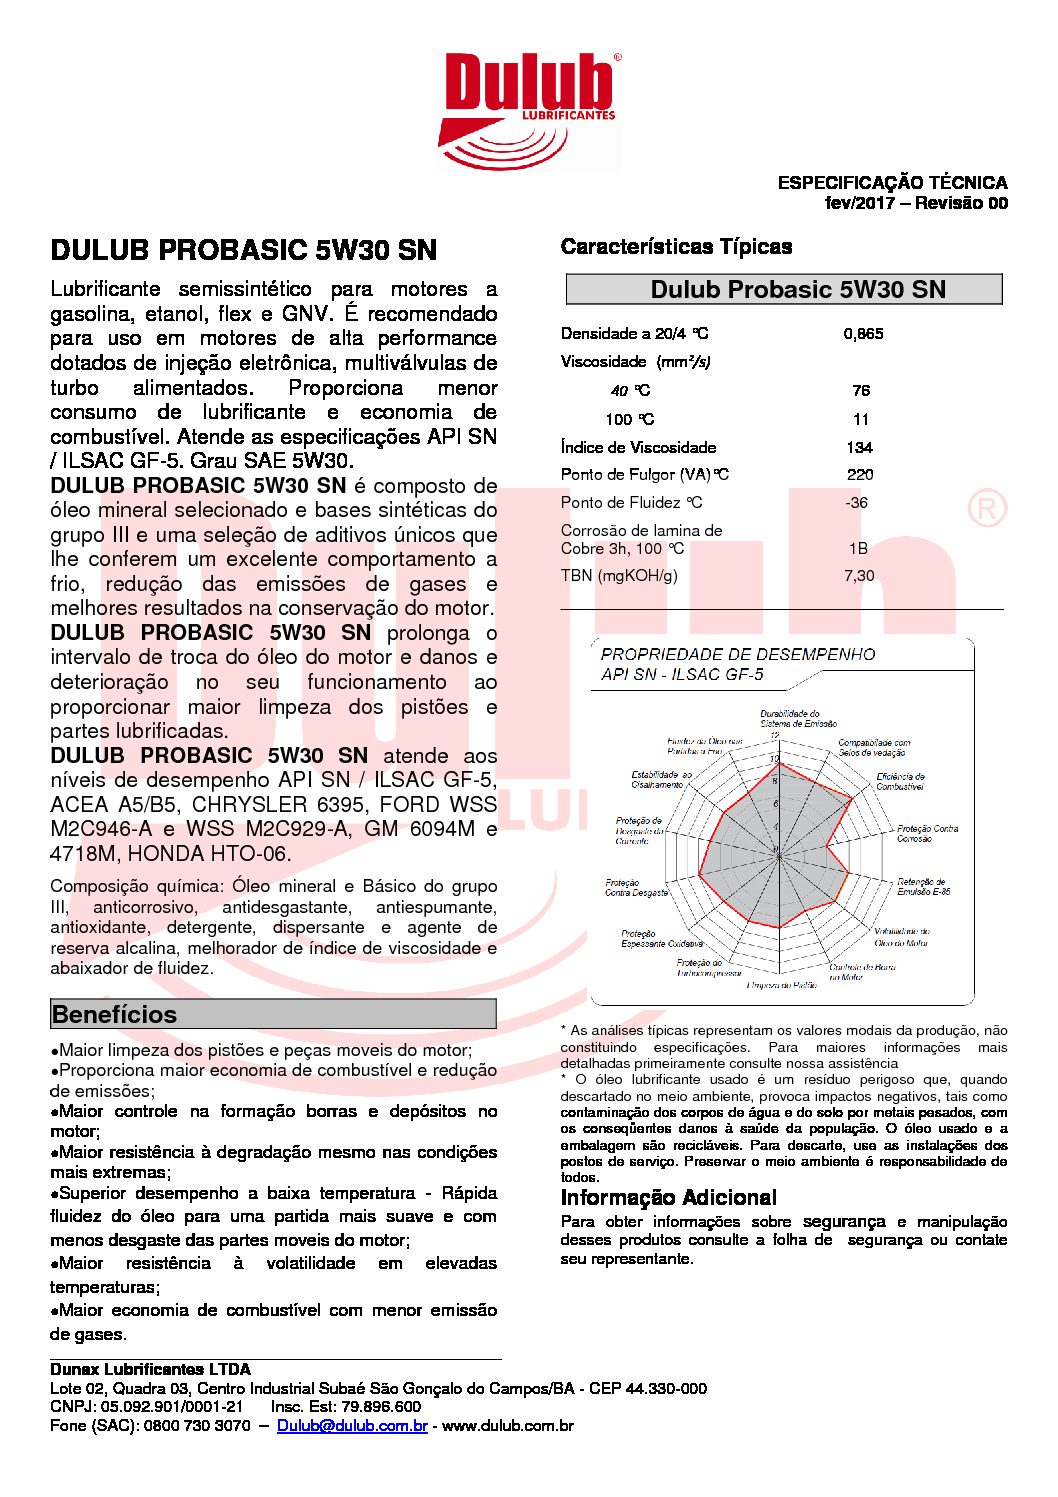 Dulub®
LUBRIFICANTES
ESPECIFICAÇÃO TÉCNICA
fev/2017 – Revisão 00
DULUB PROBASIC 5W30 SN
Lubrificante semissintético para motores a
gasolina, etanol, flex e GNV. É recomendado
para uso em motores de alta performance
dotados de injeção eletrônica, multiválvulas de
turbo alimentados. Proporciona menor
consumo de lubrificante e economia de
combustível. Atende as especificações API SN
/ ILSAC GF-5. Grau SAE 5W30.
DULUB PROBASIC 5W30 SN é composto de
óleo mineral selecionado e bases sintéticas do
grupo III e uma seleção de aditivos únicos que
lhe conferem um excelente comportamento a
frio, redução das emissões de gases e
melhores resultados na conservação do motor.
DULUB PROBASIC 5W30 SN prolonga o
intervalo de troca do óleo do motor e danos e
deterioração no seu funcionamento ao
proporcionar maior limpeza dos pistões e
partes lubrificadas.
DULUB PROBASIC 5W30 SN atende aos
níveis de desempenho API SN / ILSAC GF-5,
ACEA A5/B5, CHRYSLER 6395, FORD WSS
M2C946-A e WSS M2C929-A, GM 6094M e
4718M, HONDA HTO-06.
Composição química: Óleo mineral e Básico do grupo
III, anticorrosivo, antidesgastante, antiespumante,
antioxidante, detergente, dispersante e agente de
reserva alcalina, melhorador de índice de viscosidade e
abaixador de fluidez.
Benefícios
●Maior limpeza dos pistões e peças moveis do motor;
●Proporciona maior economia de combustível e redução
de emissões;
●Maior controle na formação borras e depósitos no
motor;
●Maior resistência à degradação mesmo nas condições
mais extremas;
●Superior desempenho a baixa temperatura - Rápida
fluidez do óleo para uma partida mais suave e com
menos desgaste das partes moveis do motor;
●Maior resistência à volatilidade em elevadas
temperaturas;
●Maior economia de combustível com menor emissão
de gases.
Características Típicas
Dulub Probasic 5W30 SN
Densidade a 20/4 ºC 0,865
Viscosidade (mm²/s)
40 ºC 76
100 ºC 11
Índice de Viscosidade 134
Ponto de Fulgor (VA)ºC 220
Ponto de Fluidez ºC -36
Corrosão de lamina de
Cobre 3h, 100 ºC 1B
TBN (mgKOH/g) 7,30
PROPRIEDADE DE DESEMPENHO
API SN - ILSAC GF-5
Durabilidade do
Sistema de Emissão
Compatibilade com
Selos de vedação
Eficiência de
Combustível
Proteção Contra
Corrosão
Retenção de
Emulsão E-85
Volatilidade do
Óleo do Motor
Controle de Borra
no Motor
Limpeza do Pistão
Proteção do
Turbocompressor
Proteção
Espessante Oxidativa
Proteção
Contra Desgaste
Proteção de
Desgaste da
Corrente
Estabilidade ao
Cisalhamento
Fluidez da Óleo nas
Partidas a Frio
12
10
8
6
4
* As análises típicas representam os valores modais da produção, não
constituindo especificações. Para maiores informações mais
detalhadas primeiramente consulte nossa assistência
* O óleo lubrificante usado é um resíduo perigoso que, quando
descartado no meio ambiente, provoca impactos negativos, tais como
contaminação dos corpos de água e do solo por metais pesados, com
os conseqüentes danos à saúde da população. O óleo usado e a
embalagem são recicláveis. Para descarte, use as instalações dos
postos de serviço. Preservar o meio ambiente é responsabilidade de
todos.
Informação Adicional
Para obter informações sobre segurança e manipulação
desses produtos consulte a folha de segurança ou contate
seu representante.
Dunax Lubrificantes LTDA
Lote 02, Quadra 03, Centro Industrial Subaé São Gonçalo do Campos/BA - CEP 44.330-000
CNPJ: 05.092.901/0001-21 Insc. Est: 79.896.600
Fone (SAC): 0800 730 3070 – Dulub@dulub.com.br - www.dulub.com.br